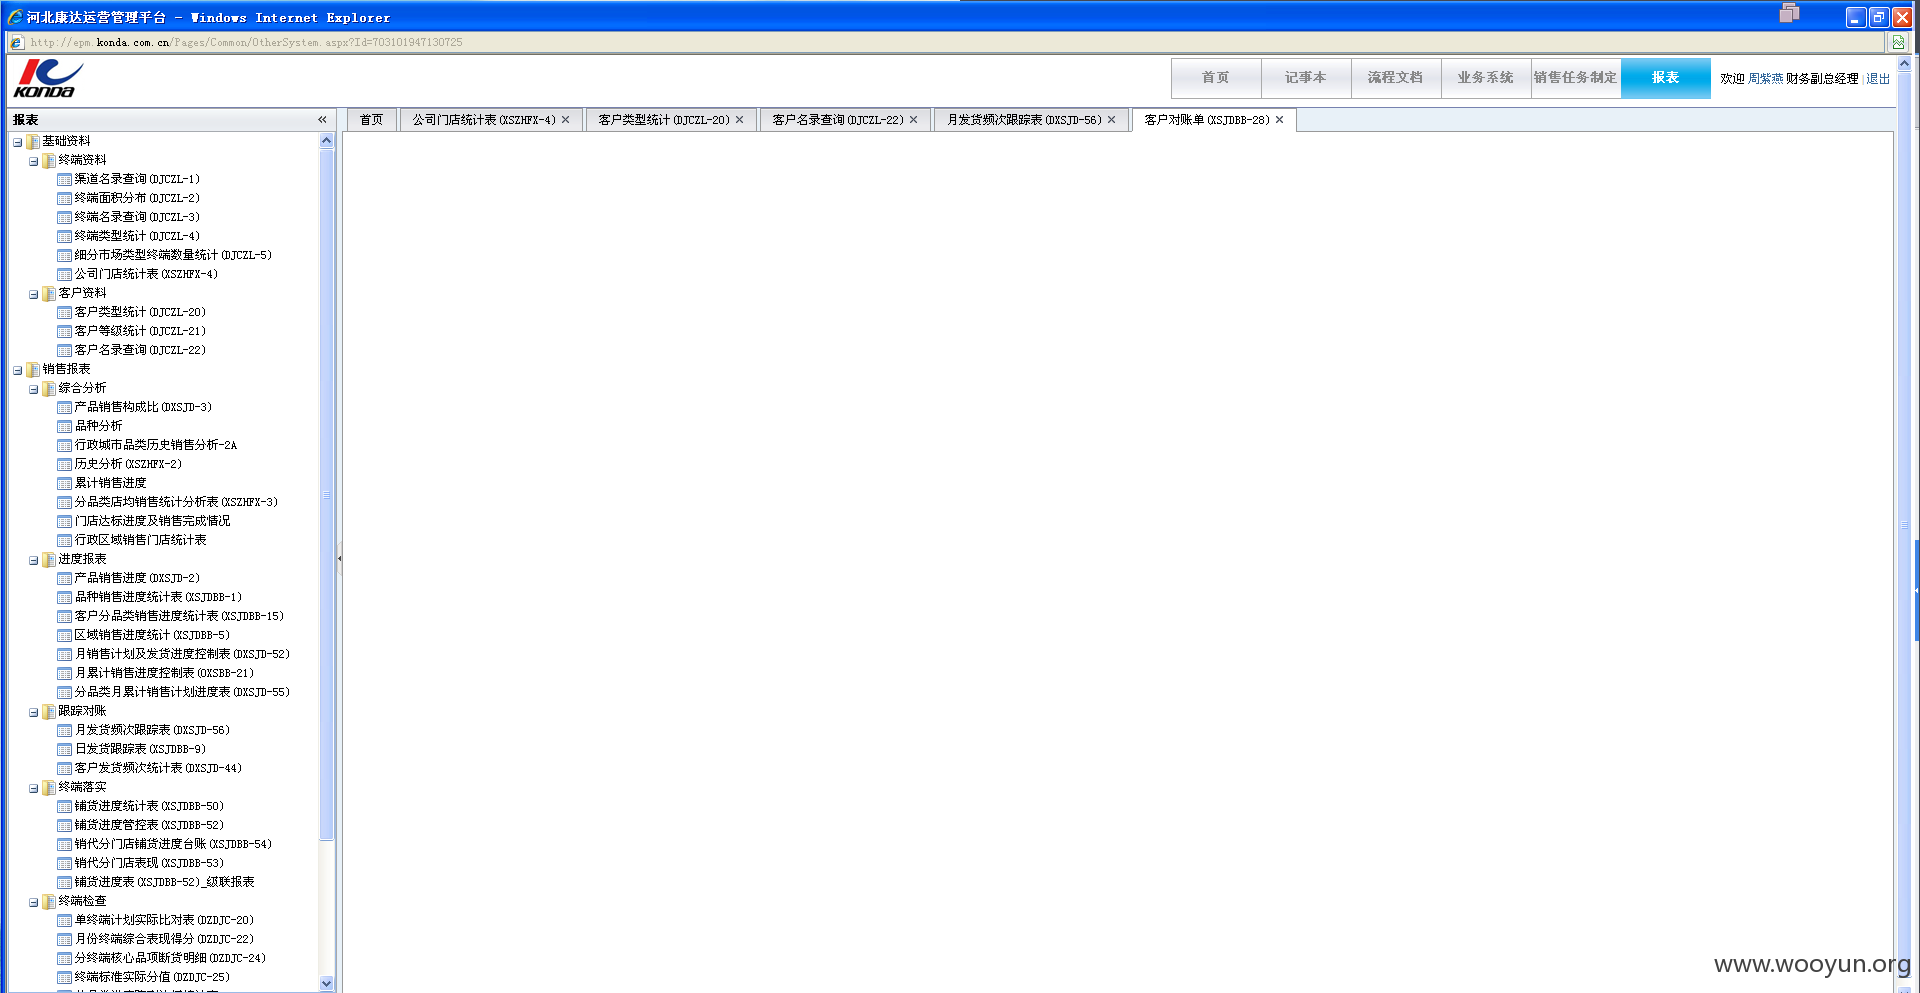 河北康达运营管理平台 - Windows Internet Explorer
http://epm.konda.com.cn/Pages/Common/OtherSystem.aspx?Id=703101947130725
KONDA
首页 记事本 流程文档 业务系统 销售任务制定 报表 欢迎 周紫燕 财务副总经理 | 退出
报表 «
首页 公司门店统计表(XSZHFX-4) 客户类型统计(DJCZL-20) 客户名录查询(DJCZL-22) 月发货频次跟踪表(DXSJD-56) 客户对账单(XSJDBB-28)
基础资料
终端资料
渠道名录查询(DJCZL-1)
终端面积分布(DJCZL-2)
终端名录查询(DJCZL-3)
终端类型统计(DJCZL-4)
细分市场类型终端数量统计(DJCZL-5)
公司门店统计表(XSZHFX-4)
客户资料
客户类型统计(DJCZL-20)
客户等级统计(DJCZL-21)
客户名录查询(DJCZL-22)
销售报表
综合分析
产品销售构成比(DXSJD-3)
品种分析
行政城市品类历史销售分析-2A
历史分析(XSZHFX-2)
累计销售进度
分品类店均销售统计分析表(XSZHFX-3)
门店达标进度及销售完成情况
行政区域销售门店统计表
进度报表
产品销售进度(DXSJD-2)
品种销售进度统计表(XSJDBB-1)
客户分品类销售进度统计表(XSJDBB-15)
区域销售进度统计(XSJDBB-5)
月销售计划及发货进度控制表(DXSJD-52)
月累计销售进度控制表(OXSBB-21)
分品类月累计销售计划进度表(DXSJD-55)
跟踪对账
月发货频次跟踪表(DXSJD-56)
日发货跟踪表(XSJDBB-9)
客户发货频次统计表(DXSJD-44)
终端落实
铺货进度统计表(XSJDBB-50)
铺货进度管控表(XSJDBB-52)
销代分门店铺货进度台账(XSJDBB-54)
销代分门店表现(XSJDBB-53)
铺货进度表(XSJDBB-52)_级联报表
终端检查
单终端计划实际比对表(DZDJC-20)
月份终端综合表现得分(DZDJC-22)
分终端核心品项断货明细(DZDJC-24)
终端标准实际分值(DZDJC-25)
www.wooyun.org